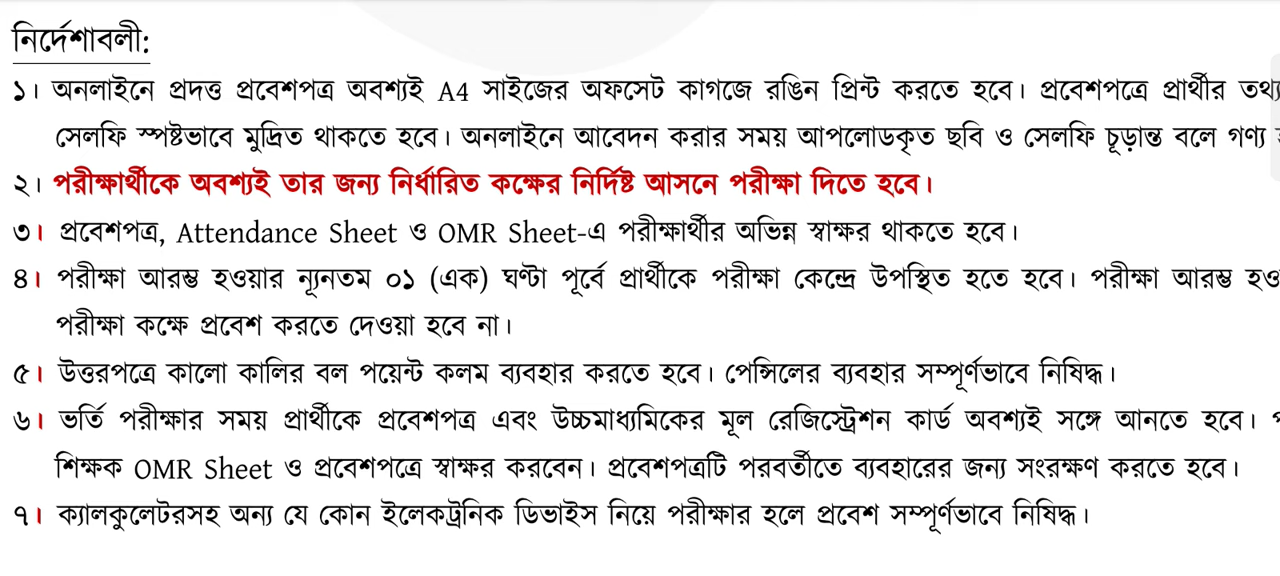 নির্দেশাবলী:
১। অনলাইনে প্রদত্ত প্রবেশপত্র অবশ্যই A4 সাইজের অফসেট কাগজে রঙিন প্রিন্ট করতে হবে। প্রবেশপত্রে প্রার্থীর তথ্য
সেলফি স্পষ্টভাবে মুদ্রিত থাকতে হবে। অনলাইনে আবেদন করার সময় আপলোডকৃত ছবি ও সেলফি চূড়ান্ত বলে গণ্য
২। পরীক্ষার্থীকে অবশ্যই তার জন্য নির্ধারিত কক্ষের নির্দিষ্ট আসনে পরীক্ষা দিতে হবে।
৩। প্রবেশপত্র, Attendance Sheet ও OMR Sheet-এ পরীক্ষার্থীর অভিন্ন স্বাক্ষর থাকতে হবে।
৪। পরীক্ষা আরম্ভ হওয়ার ন্যূনতম ০১ (এক) ঘণ্টা পূর্বে প্রার্থীকে পরীক্ষা কেন্দ্রে উপস্থিত হতে হবে। পরীক্ষা আরম্ভ
পরীক্ষা কক্ষে প্রবেশ করতে দেওয়া হবে না।
৫। উত্তরপত্রে কালো কালির বল পয়েন্ট কলম ব্যবহার করতে হবে। পেন্সিলের ব্যবহার সম্পূর্ণভাবে নিষিদ্ধ।
৬। ভর্তি পরীক্ষার সময় প্রার্থীকে প্রবেশপত্র এবং উচ্চমাধ্যমিকের মূল রেজিস্ট্রেশন কার্ড অবশ্যই সঙ্গে আনতে হবে।
শিক্ষক OMR Sheet ও প্রবেশপত্রে স্বাক্ষর করবেন। প্রবেশপত্রটি পরবর্তীতে ব্যবহারের জন্য সংরক্ষণ করতে হবে।
৭। ক্যালকুলেটরসহ অন্য যে কোন ইলেকট্রনিক ডিভাইস নিয়ে পরীক্ষার হলে প্রবেশ সম্পূর্ণভাবে নিষিদ্ধ।